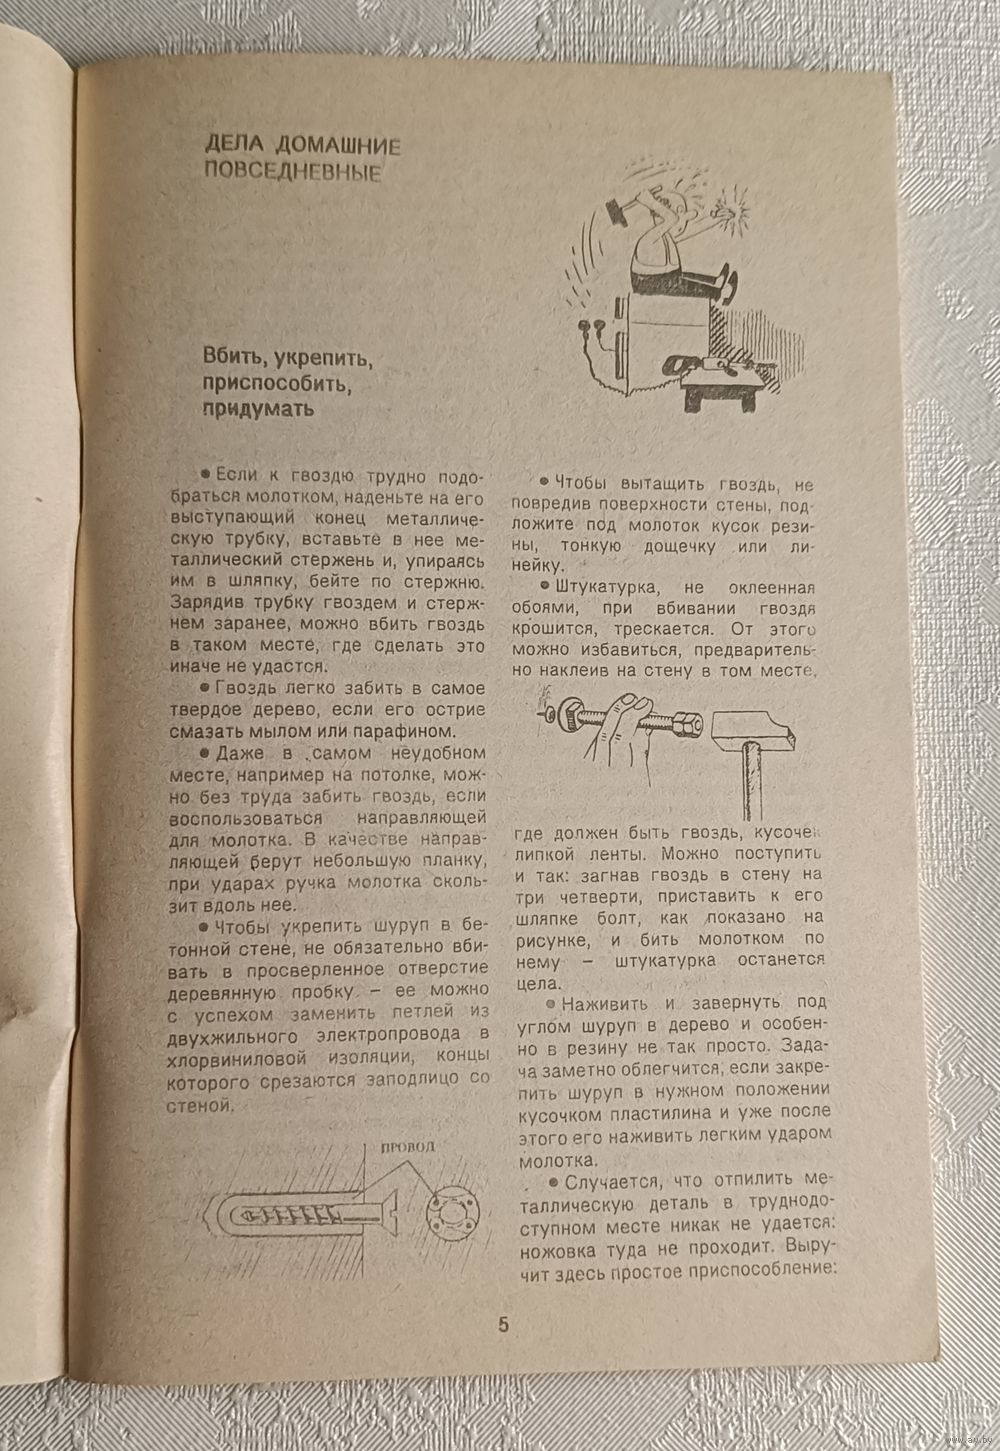 ДЕЛА ДОМАШНИЕ
ПОВСЕДНЕВНЫЕ
Вбить, укрепить,
приспособить,
придумать
● Если к гвоздю трудно подо-
браться молотком, наденьте на его
выступающий конец металличе-
скую трубку, вставьте в нее ме-
таллический стержень и, упираясь
им в шляпку, бейте по стержню.
Зарядив трубку гвоздем и стерж-
нем заранее, можно вбить гвоздь
в таком месте, где сделать это
иначе не удастся.
● Гвоздь легко забить в самое
твердое дерево, если его острие
смазать мылом или парафином.
● Даже в самом неудобном
месте, например на потолке, мож-
но без труда забить гвоздь, если
воспользоваться направляющей
для молотка. В качестве направ-
ляющей берут небольшую планку,
при ударах ручка молотка сколь-
зит вдоль нее.
● Чтобы укрепить шуруп в бе-
тонной стене, не обязательно вби-
вать в просверленное отверстие
деревянную пробку – ее можно
с успехом заменить петлей из
двухжильного электропровода в
хлорвиниловой изоляции, концы
которого срезаются заподлицо со
стеной.
ПРОВОД
● Чтобы вытащить гвоздь, не
повредив поверхности стены, под-
ложите под молоток кусок рези-
ны, тонкую дощечку или ли-
нейку.
● Штукатурка, не оклеенная
обоями, при вбивании гвоздя
крошится, трескается. От этого
можно избавиться, предваритель-
но наклеив на стену в том месте,
где должен быть гвоздь, кусочек
липкой ленты. Можно поступить
и так: загнав гвоздь в стену на
три четверти, приставить к его
шляпке болт, как показано на
рисунке, и бить молотком по
нему – штукатурка останется
цела.
● Наживить и завернуть под
углом шуруп в дерево и особен-
но в резину не так просто. Зада-
ча заметно облегчится, если закре-
пить шуруп в нужном положении
кусочком пластилина и уже после
этого его наживить легким ударом
молотка.
● Случается, что отпилить ме-
таллическую деталь в труднодо-
ступном месте никак не удается:
ножовка туда не проходит. Выру-
чит здесь простое приспособление:
5
www.ay.by